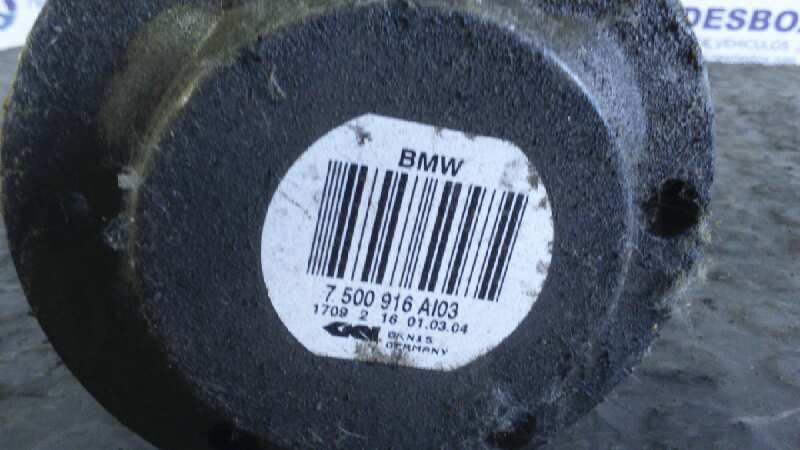 DESBO
BMW
7 500 916 AI03
1709 2 16 01.03.04
GKN
GERMANY